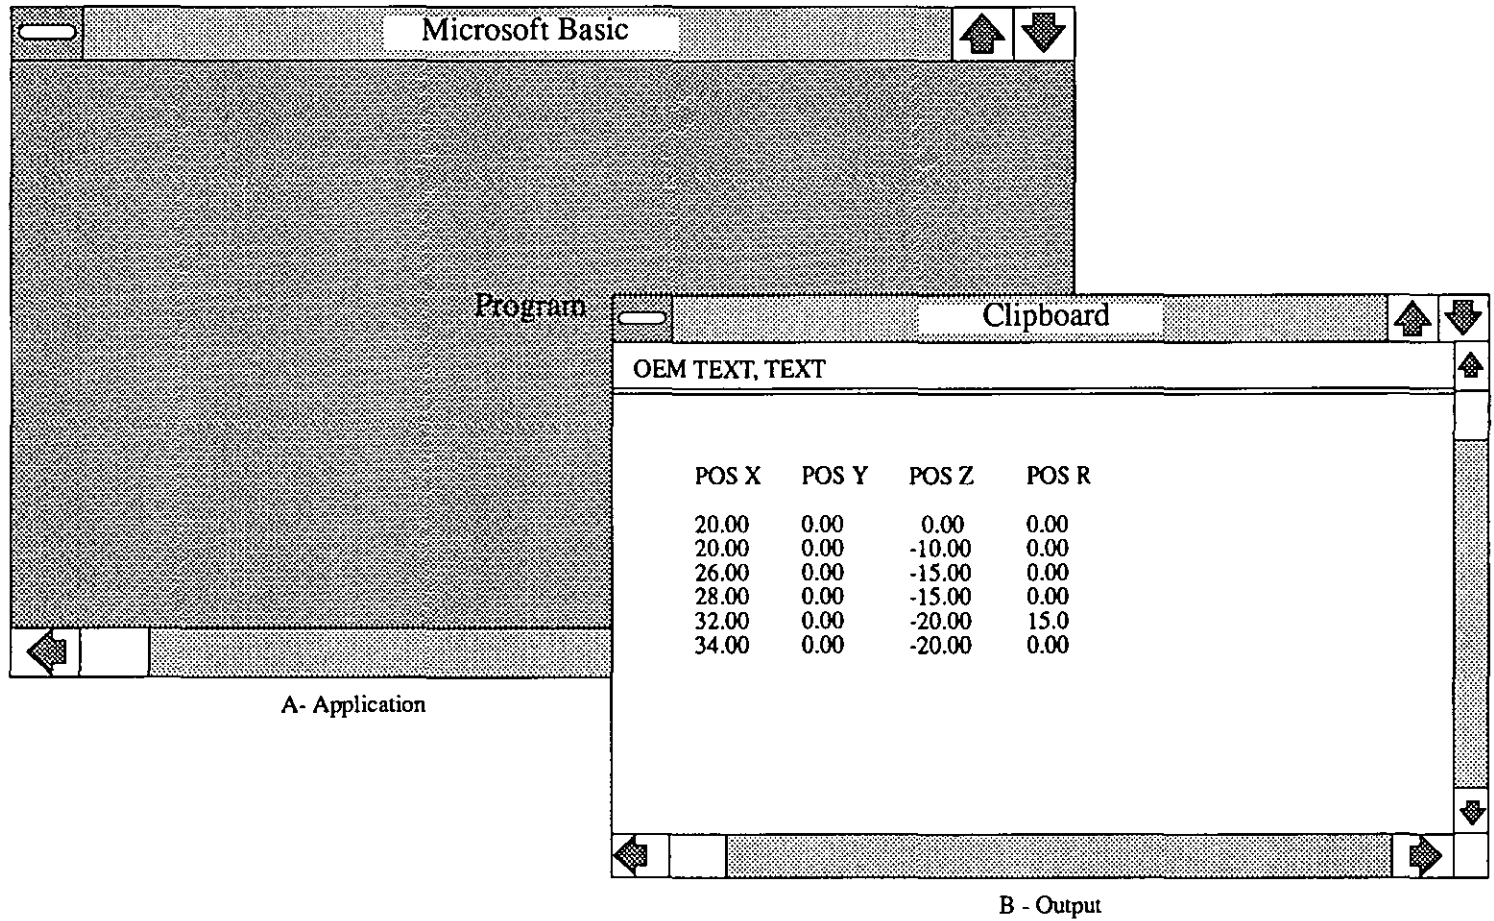 Microsoft Basic
Program
Clipboard
OEM TEXT, TEXT
POS X POS Y POS Z POS R
20.00 0.00 0.00 0.00
20.00 0.00 -10.00 0.00
26.00 0.00 -15.00 0.00
28.00 0.00 -15.00 0.00
32.00 0.00 -20.00 15.0
34.00 0.00 -20.00 0.00
A- Application
B - Output